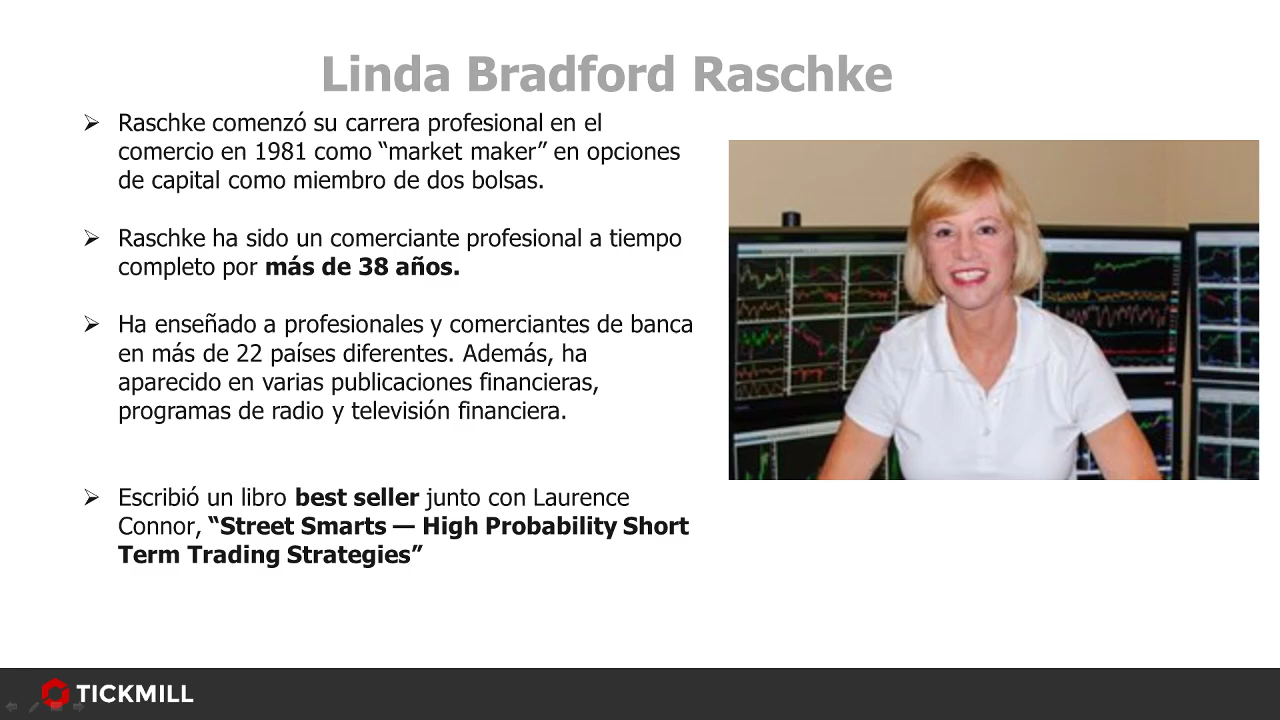 Linda Bradford Raschke
➢ Raschke comenzó su carrera profesional en el
comercio en 1981 como “market maker” en opciones
de capital como miembro de dos bolsas.
➢ Raschke ha sido un comerciante profesional a tiempo
completo por más de 38 años.
➢ Ha enseñado a profesionales y comerciantes de banca
en más de 22 países diferentes. Además, ha
aparecido en varias publicaciones financieras,
programas de radio y televisión financiera.
➢ Escribió un libro best seller junto con Laurence
Connor, “Street Smarts — High Probability Short
Term Trading Strategies”
TICKMILL